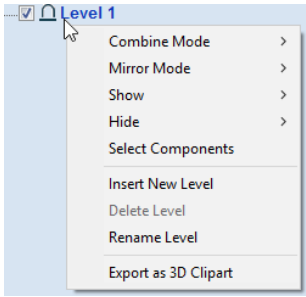 Level 1
Combine Mode
Mirror Mode
Show
Hide
Select Components
Insert New Level
Delete Level
Rename Level
Export as 3D Clipart